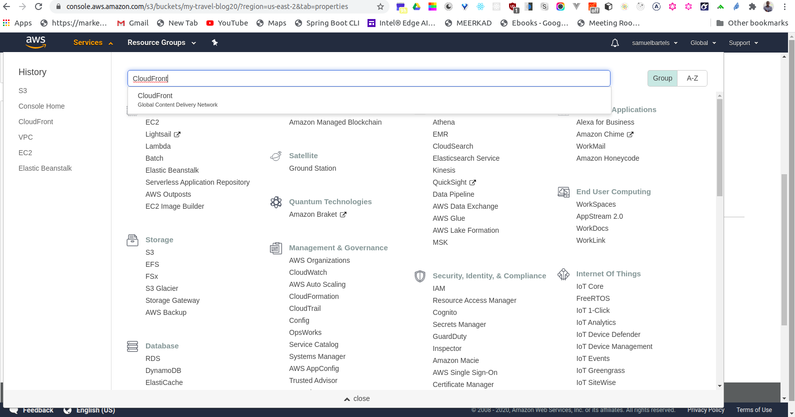 console.aws.amazon.com/s3/buckets/my-travel-blog20/?region=us-east-2&tab=properties
Apps
https://marke...
Gmail
New Tab
YouTube
Maps
Spring Boot CLI
Intel® Edge AI...
MEERKAD
Ebooks - Goog...
Meeting Roo...
Other bookmarks
aws
Services
Resource Groups
samuelbartels
Global
Support
History
S3
Console Home
CloudFront
VPC
EC2
Elastic Beanstalk
CloudFront
Group
A-Z
CloudFront
Global Content Delivery Network
EC2
Lightsail
Lambda
Batch
Elastic Beanstalk
Serverless Application Repository
AWS Outposts
EC2 Image Builder
Storage
S3
EFS
FSx
S3 Glacier
Storage Gateway
AWS Backup
Database
RDS
DynamoDB
ElastiCache
Amazon Managed Blockchain
Satellite
Ground Station
Quantum Technologies
Amazon Braket
Management & Governance
AWS Organizations
CloudWatch
AWS Auto Scaling
CloudFormation
CloudTrail
Config
OpsWorks
Service Catalog
Systems Manager
AWS AppConfig
Trusted Advisor
Athena
EMR
CloudSearch
Elasticsearch Service
Kinesis
QuickSight
Data Pipeline
AWS Data Exchange
AWS Glue
AWS Lake Formation
MSK
Security, Identity, & Compliance
IAM
Resource Access Manager
Cognito
Secrets Manager
GuardDuty
Inspector
Amazon Macie
AWS Single Sign-On
Certificate Manager
Applications
Alexa for Business
Amazon Chime
WorkMail
Amazon Honeycode
End User Computing
WorkSpaces
AppStream 2.0
WorkDocs
WorkLink
Internet Of Things
IoT Core
FreeRTOS
IoT 1-Click
IoT Analytics
IoT Device Defender
IoT Device Management
IoT Events
IoT Greengrass
IoT SiteWise
close
Feedback
English (US)
© 2008 - 2020, Amazon Web Services, Inc. or its affiliates. All rights reserved.
Privacy Policy
Terms of Use